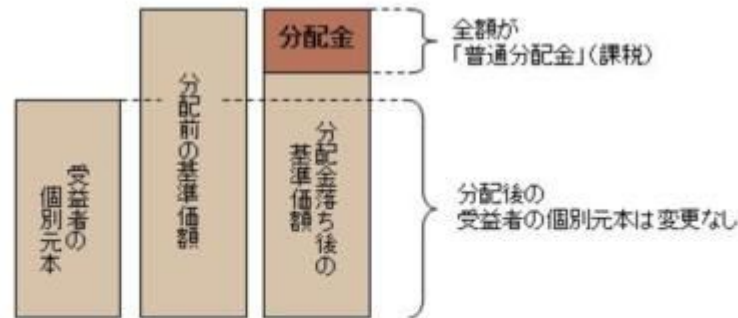 受益者の
個別元本
分配前の基準価額
分配金
分配金落ち後の
基準価額
全額が
「普通分配金」(課税)
分配後の
受益者の個別元本は変更なし